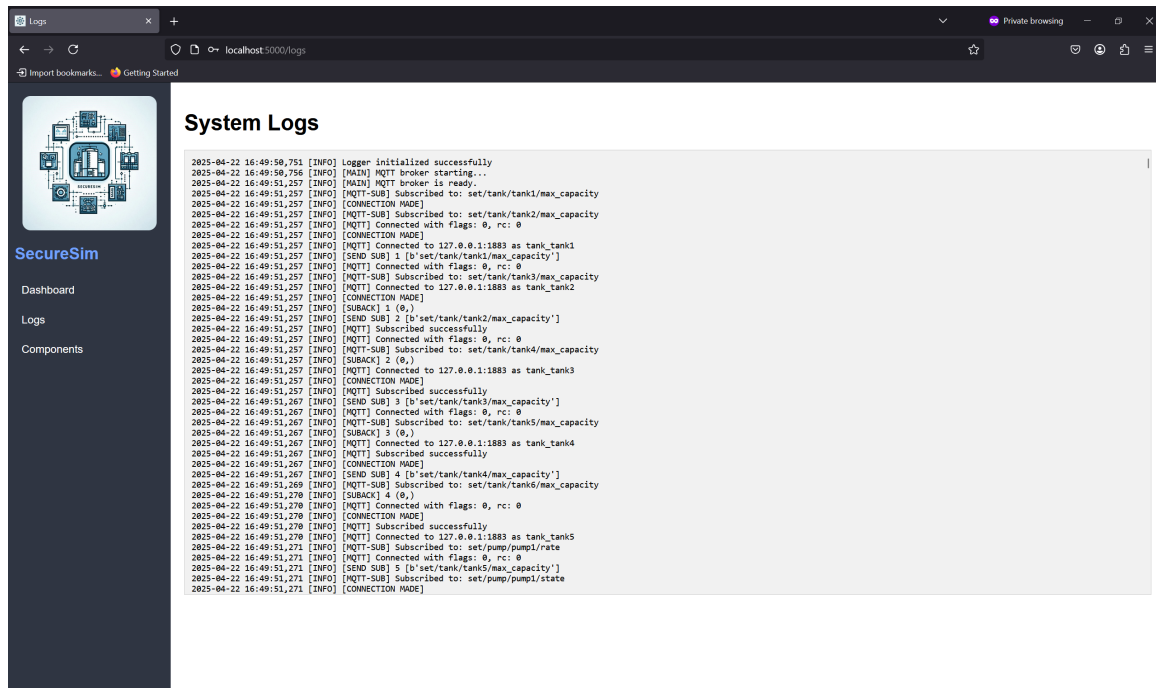 Logs
Private browsing
localhost:5000/logs
Import bookmarks...
Getting Started
SECURESIM
SecureSim
Dashboard
Logs
Components
System Logs
2025-04-22 16:49:50,751 [INFO] Logger initialized successfully
2025-04-22 16:49:50,756 [INFO] [MAIN] MQTT broker starting...
2025-04-22 16:49:51,257 [INFO] [MAIN] MQTT broker is ready.
2025-04-22 16:49:51,257 [INFO] [MQTT-SUB] Subscribed to: set/tank/tank1/max_capacity
2025-04-22 16:49:51,257 [INFO] [CONNECTION MADE]
2025-04-22 16:49:51,257 [INFO] [MQTT-SUB] Subscribed to: set/tank/tank2/max_capacity
2025-04-22 16:49:51,257 [INFO] [MQTT] Connected with flags: 0, rc: 0
2025-04-22 16:49:51,257 [INFO] [CONNECTION MADE]
2025-04-22 16:49:51,257 [INFO] [MQTT] Connected to 127.0.0.1:1883 as tank_tank1
2025-04-22 16:49:51,257 [INFO] [SEND SUB] 1 [b'set/tank/tank1/max_capacity']
2025-04-22 16:49:51,257 [INFO] [MQTT] Connected with flags: 0, rc: 0
2025-04-22 16:49:51,257 [INFO] [MQTT-SUB] Subscribed to: set/tank/tank3/max_capacity
2025-04-22 16:49:51,257 [INFO] [MQTT] Connected to 127.0.0.1:1883 as tank_tank2
2025-04-22 16:49:51,257 [INFO] [CONNECTION MADE]
2025-04-22 16:49:51,257 [INFO] [SUBACK] 1 (0,)
2025-04-22 16:49:51,257 [INFO] [SEND SUB] 2 [b'set/tank/tank2/max_capacity']
2025-04-22 16:49:51,257 [INFO] [MQTT] Subscribed successfully
2025-04-22 16:49:51,257 [INFO] [MQTT] Connected with flags: 0, rc: 0
2025-04-22 16:49:51,257 [INFO] [MQTT-SUB] Subscribed to: set/tank/tank4/max_capacity
2025-04-22 16:49:51,257 [INFO] [SUBACK] 2 (0,)
2025-04-22 16:49:51,257 [INFO] [MQTT] Connected to 127.0.0.1:1883 as tank_tank3
2025-04-22 16:49:51,257 [INFO] [CONNECTION MADE]
2025-04-22 16:49:51,257 [INFO] [MQTT] Subscribed successfully
2025-04-22 16:49:51,267 [INFO] [SEND SUB] 3 [b'set/tank/tank3/max_capacity']
2025-04-22 16:49:51,267 [INFO] [MQTT] Connected with flags: 0, rc: 0
2025-04-22 16:49:51,267 [INFO] [MQTT-SUB] Subscribed to: set/tank/tank5/max_capacity
2025-04-22 16:49:51,267 [INFO] [SUBACK] 3 (0,)
2025-04-22 16:49:51,267 [INFO] [MQTT] Connected to 127.0.0.1:1883 as tank_tank4
2025-04-22 16:49:51,267 [INFO] [MQTT] Subscribed successfully
2025-04-22 16:49:51,267 [INFO] [CONNECTION MADE]
2025-04-22 16:49:51,267 [INFO] [SEND SUB] 4 [b'set/tank/tank4/max_capacity']
2025-04-22 16:49:51,269 [INFO] [MQTT-SUB] Subscribed to: set/tank/tank6/max_capacity
2025-04-22 16:49:51,270 [INFO] [SUBACK] 4 (0,)
2025-04-22 16:49:51,270 [INFO] [MQTT] Connected with flags: 0, rc: 0
2025-04-22 16:49:51,270 [INFO] [CONNECTION MADE]
2025-04-22 16:49:51,270 [INFO] [MQTT] Subscribed successfully
2025-04-22 16:49:51,270 [INFO] [MQTT] Connected to 127.0.0.1:1883 as tank_tank5
2025-04-22 16:49:51,271 [INFO] [MQTT-SUB] Subscribed to: set/pump/pump1/rate
2025-04-22 16:49:51,271 [INFO] [MQTT] Connected with flags: 0, rc: 0
2025-04-22 16:49:51,271 [INFO] [SEND SUB] 5 [b'set/tank/tank5/max_capacity']
2025-04-22 16:49:51,271 [INFO] [MQTT-SUB] Subscribed to: set/pump/pump1/state
2025-04-22 16:49:51,271 [INFO] [CONNECTION MADE]